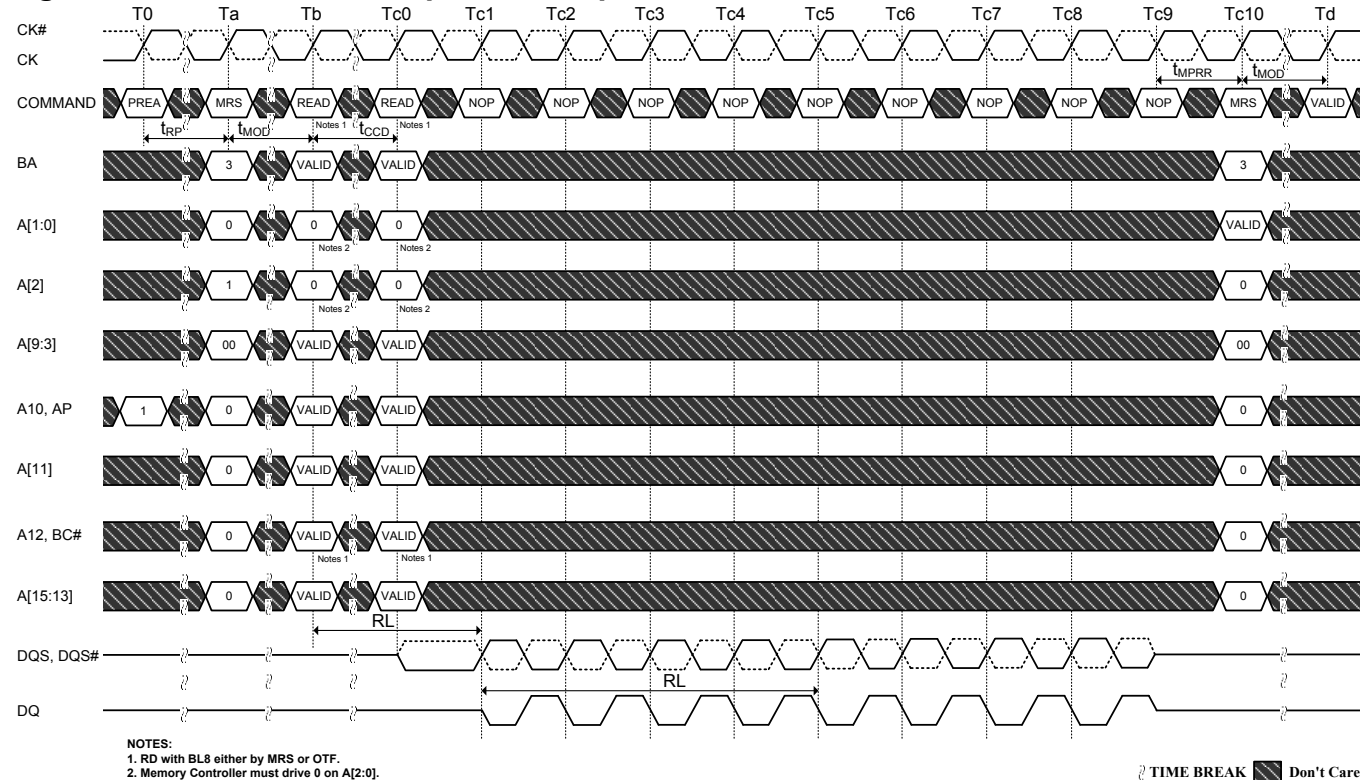 T0 Ta Tb Tc0 Tc1 Tc2 Tc3 Tc4 Tc5 Tc6 Tc7 Tc8 Tc9 Tc10 Td
CK#
CK
tMPRR tMOD
COMMAND PREA MRS READ READ NOP NOP NOP NOP NOP NOP NOP NOP NOP MRS VALID
Notes 1 Notes 1
tRP tMOD tCCD
BA 3 VALID VALID 3
A[1:0] 0 0 0 VALID
Notes 2 Notes 2
A[2] 1 0 0 0
Notes 2 Notes 2
A[9:3] 00 VALID VALID 00
A10, AP 1 0 VALID VALID 0
A[11] 0 VALID VALID 0
A12, BC# 0 VALID VALID 0
Notes 1 Notes 1
A[15:13] 0 VALID VALID 0
RL
DQS, DQS#
RL
DQ
NOTES:
1. RD with BL8 either by MRS or OTF.
2. Memory Controller must drive 0 on A[2:0].
TIME BREAK Don't Care